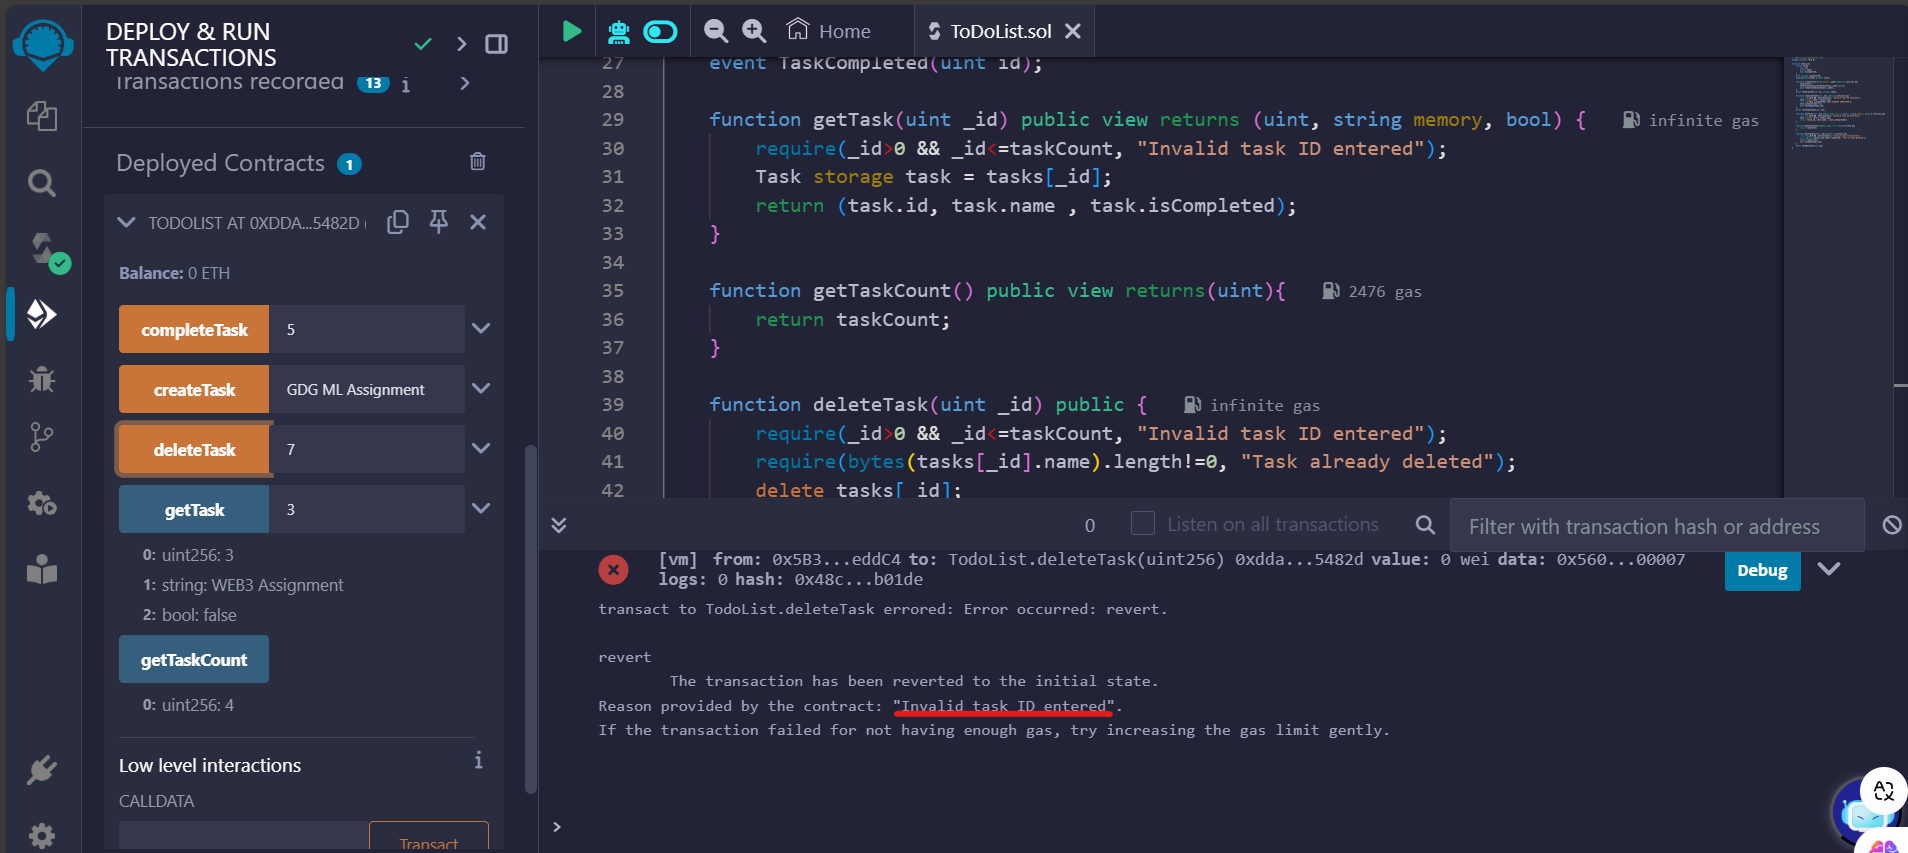 DEPLOY & RUN
TRANSACTIONS
Transactions recorded 13 i
Deployed Contracts 1
TODOLIST AT 0XDDA...5482D (
Balance: 0 ETH
completeTask 5
createTask GDG ML Assignment
deleteTask 7
getTask 3
0: uint256: 3
1: string: WEB3 Assignment
2: bool: false
getTaskCount
0: uint256: 4
Low level interactions i
CALLDATA
Transact
Home
ToDoList.sol
27 event TaskCompleted(uint id);
28
29 function getTask(uint _id) public view returns (uint, string memory, bool) { infinite gas
30 require(_id>0 && _id<=taskCount, "Invalid task ID entered");
31 Task storage task = tasks[_id];
32 return (task.id, task.name , task.isCompleted);
33 }
34
35 function getTaskCount() public view returns(uint){ 2476 gas
36 return taskCount;
37 }
38
39 function deleteTask(uint _id) public { infinite gas
40 require(_id>0 && _id<=taskCount, "Invalid task ID entered");
41 require(bytes(tasks[_id].name).length!=0, "Task already deleted");
42 delete tasks[_id];
0 Listen on all transactions Filter with transaction hash or address
[vm] from: 0x5B3...eddC4 to: TodoList.deleteTask(uint256) 0xdda...5482d value: 0 wei data: 0x560...00007
logs: 0 hash: 0x48c...b01de
Debug
transact to TodoList.deleteTask errored: Error occurred: revert.
revert
The transaction has been reverted to the initial state.
Reason provided by the contract: "Invalid task ID entered".
If the transaction failed for not having enough gas, try increasing the gas limit gently.
>